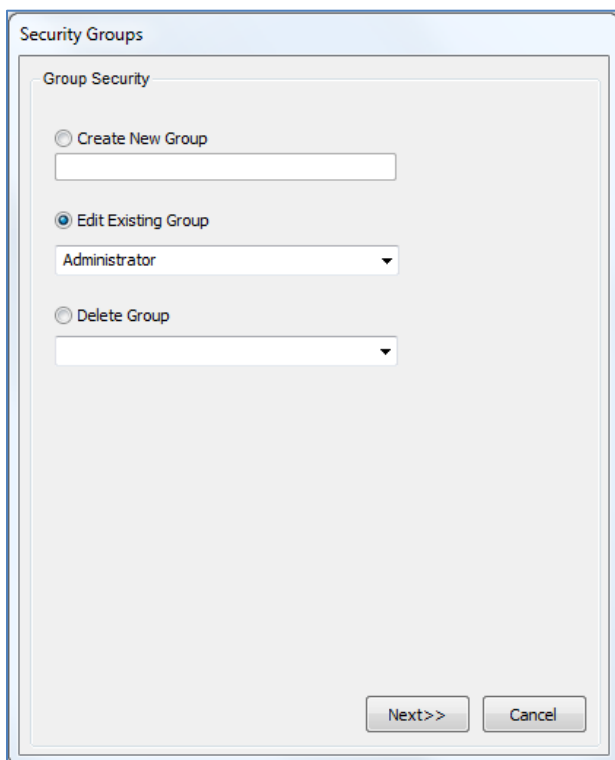 Security Groups
Group Security
Create New Group
Edit Existing Group
Administrator
Delete Group
Next>> Cancel